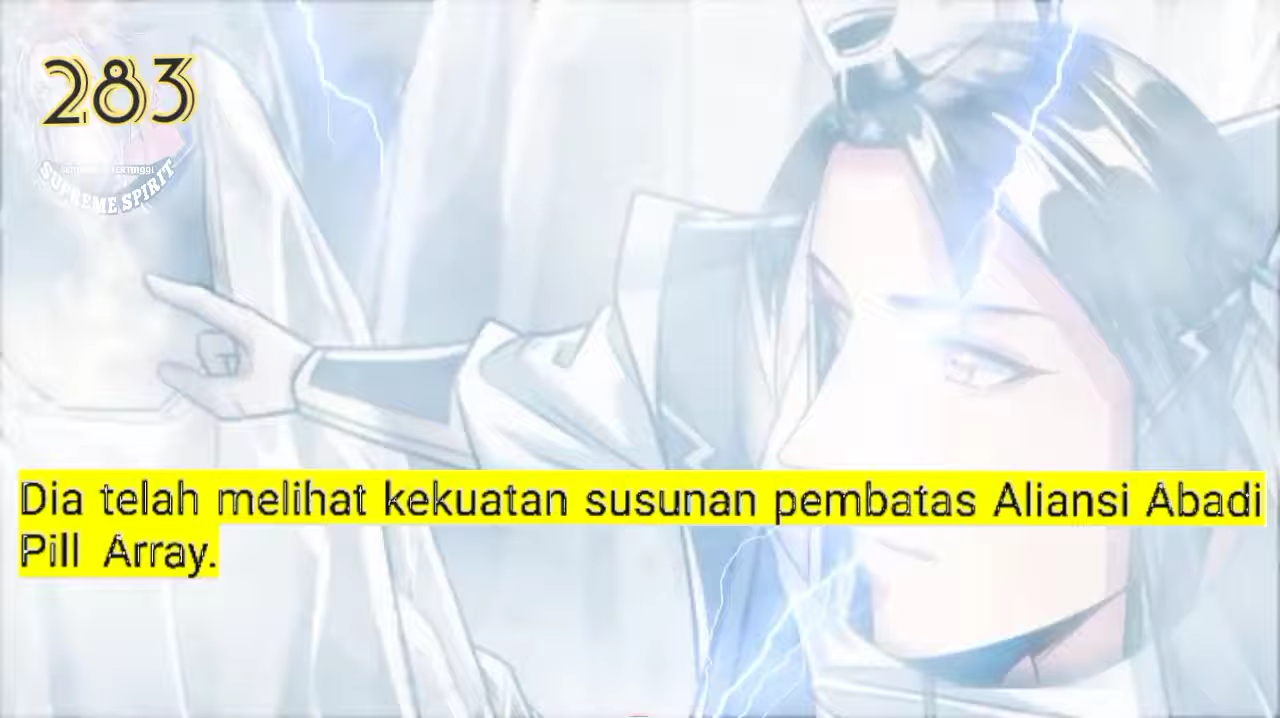 283
SUPREME SPIRIT
Dia telah melihat kekuatan susunan pembatas Aliansi Abadi
Pill Array.